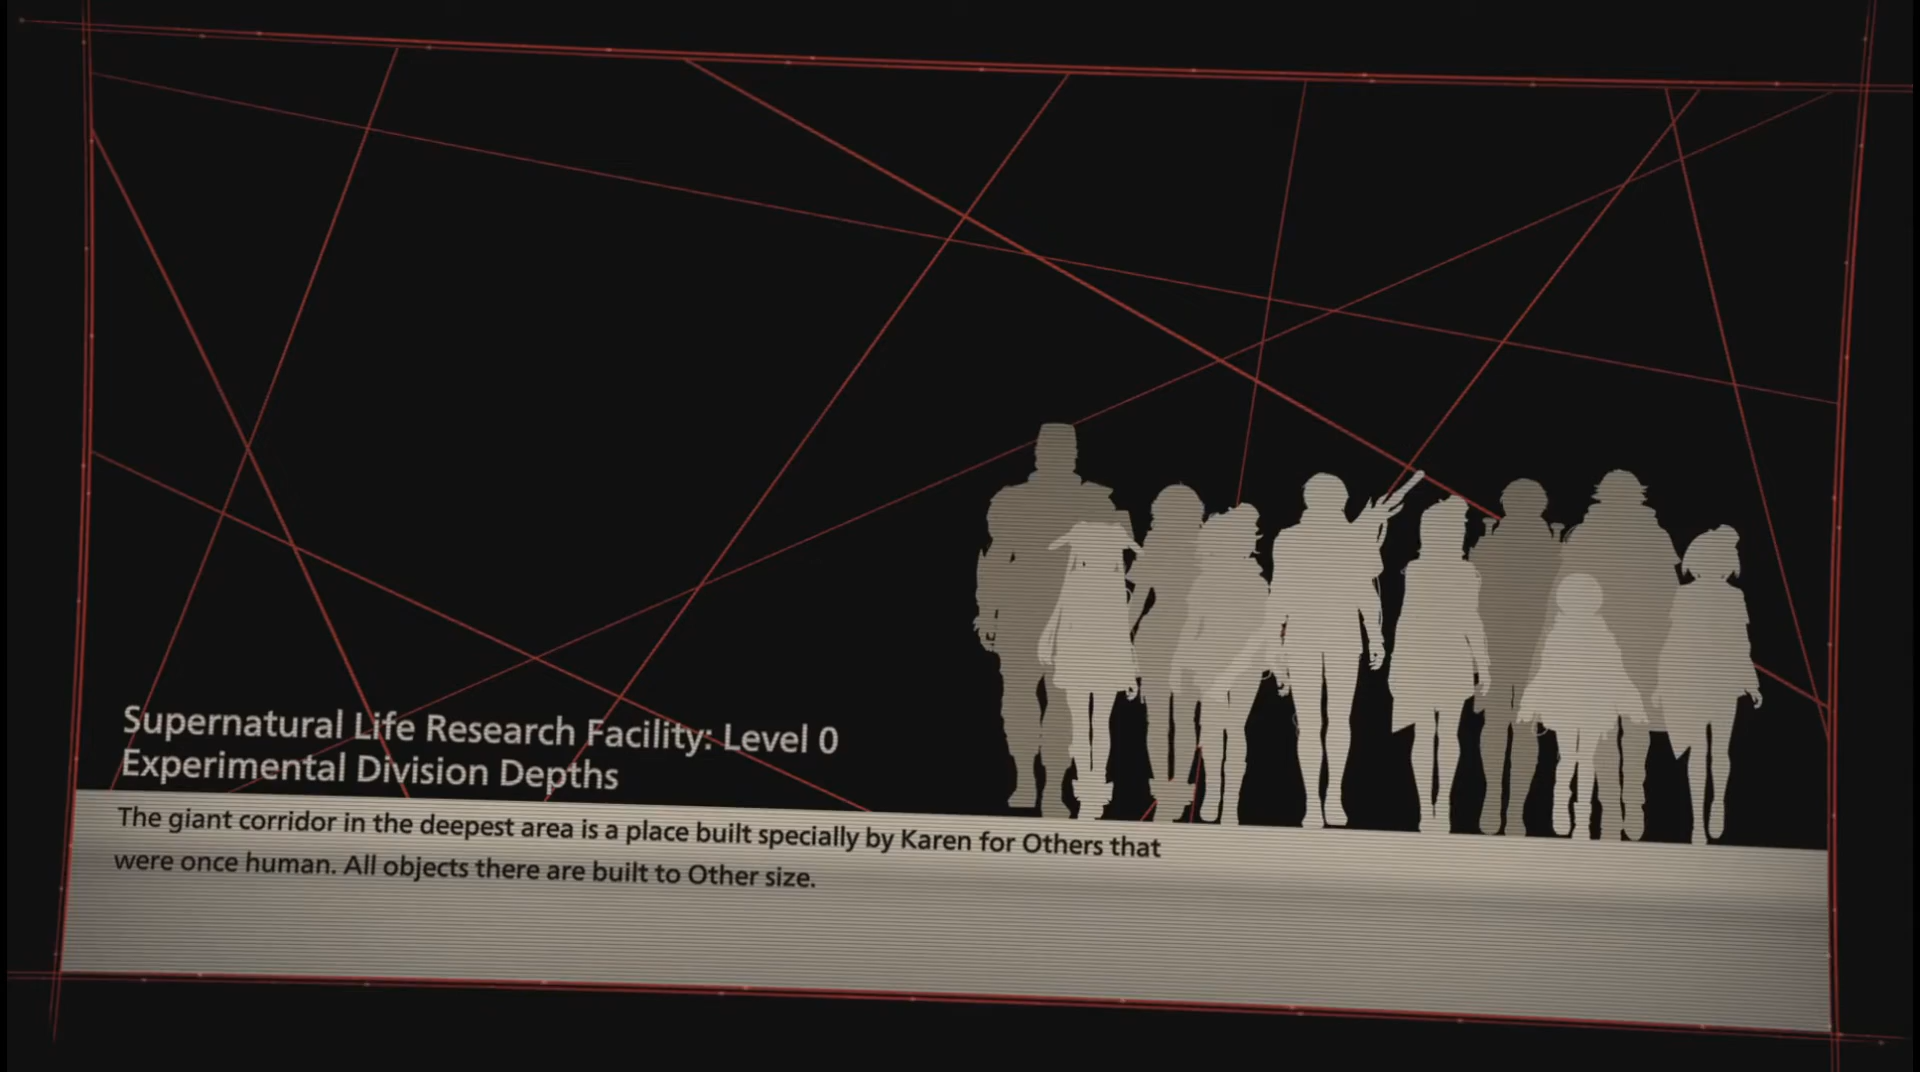 Supernatural Life Research Facility: Level 0
Experimental Division Depths
The giant corridor in the deepest area is a place built specially by Karen for Others that
were once human. All objects there are built to Other size.